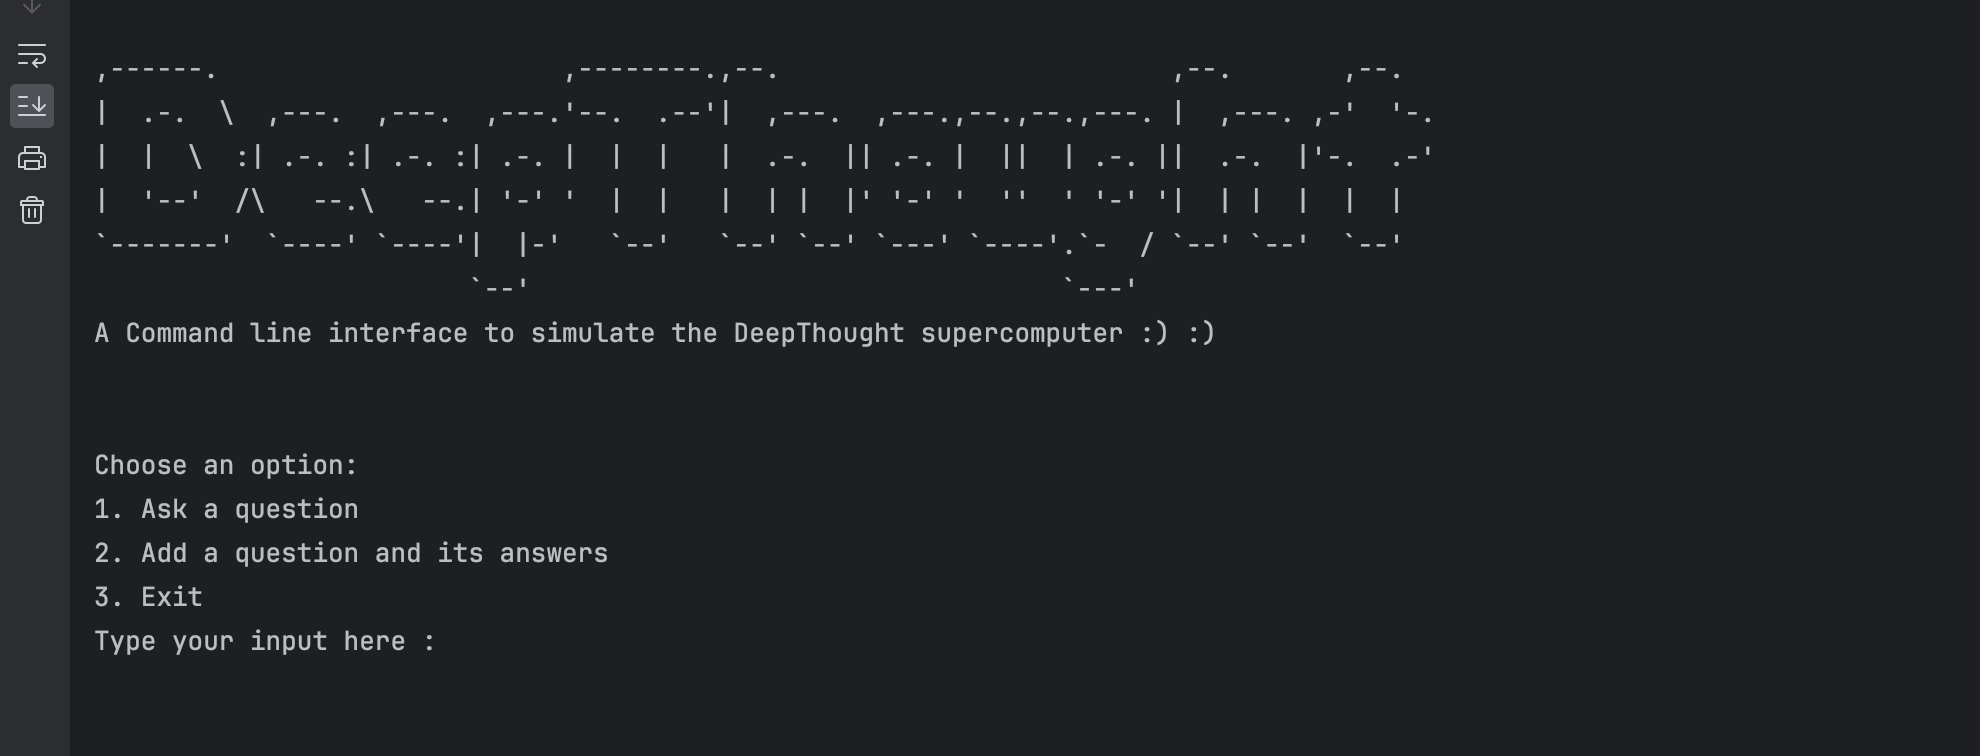 ,------.                      ,--------.,--.                         ,--.       ,--.
|  .-.  \  ,---.  ,---.  ,---.'--.  .--'|  ,---.  ,---.,--.,--.,---. |  ,---. ,-'  '-.
|  |  \  :| .-. :| .-. :| .-. |  |  |   |  .-.  || .-. |  ||  | .-. ||  .-.  |'-.  .-'
|  '--'  /\   --.\   --.| '-' '  |  |   |  | |  |' '-' '  ''  ' '-' '|  | |  |  |  |
`-------'  `----' `----'|  |-'   `--'   `--' `--' `---' `----'.`-  / `--' `--'  `--'
                        `--'                                  `---'
A Command line interface to simulate the DeepThought supercomputer :) :)
Choose an option:
1. Ask a question
2. Add a question and its answers
3. Exit
Type your input here :